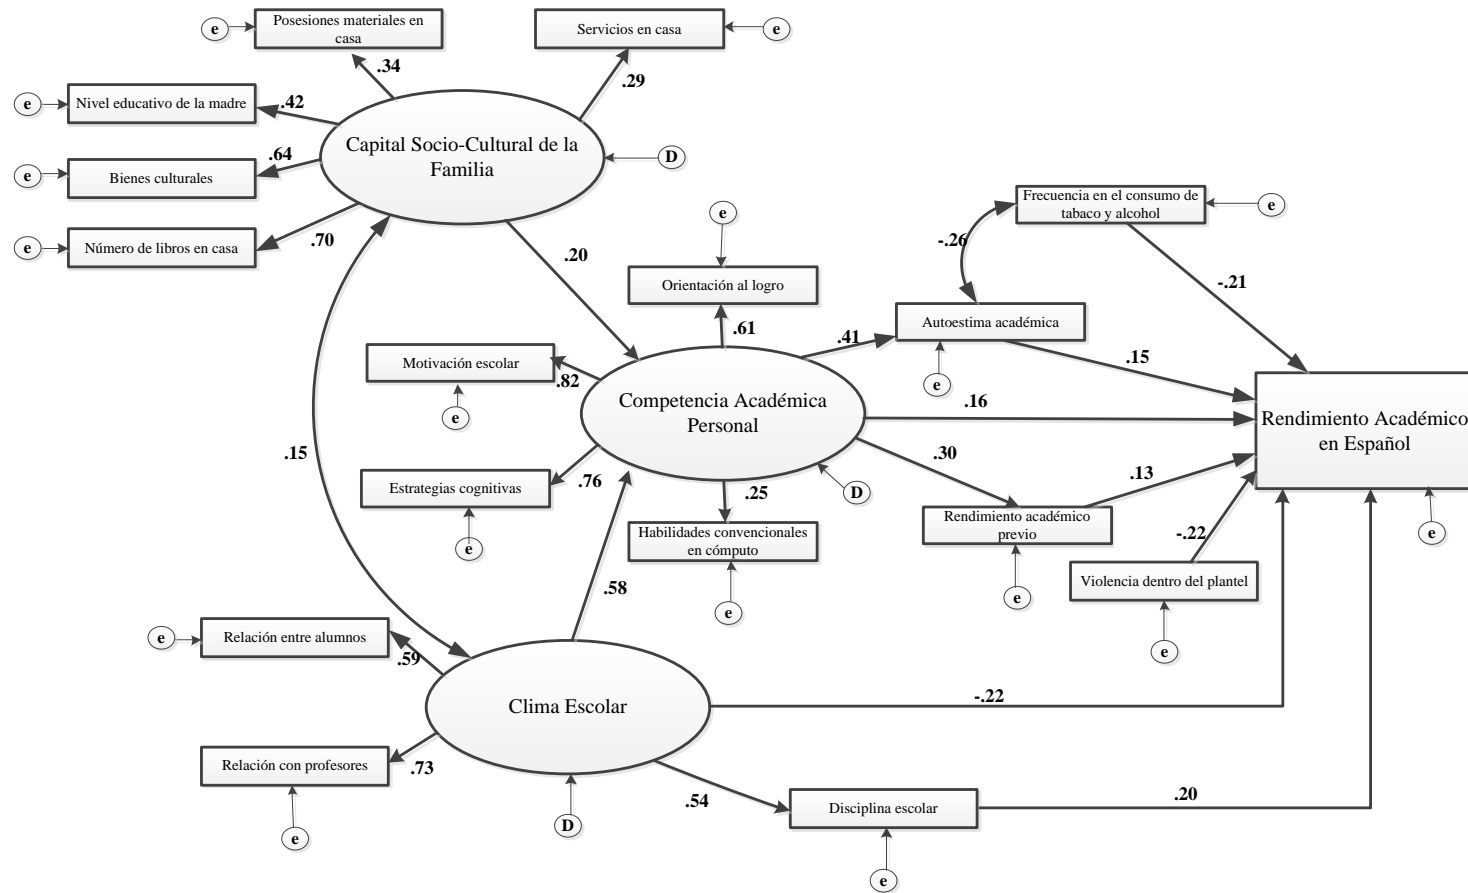 e
Posesiones materiales en
casa
Servicios en casa
e
.34
.29
e
Nivel educativo de la madre
.42
Capital Socio-Cultural de la
Familia
D
.64
e
Bienes culturales
Frecuencia en el consumo de
tabaco y alcohol
e
e
.70
e
Número de libros en casa
-.26
.20
Orientación al logro
-.21
.61
Autoestima académica
.41
Motivación escolar
.15
.82
e
e
Competencia Académica
Personal
.16
Rendimiento Académico
en Español
.15
.30
.76
.13
Estrategias cognitivas
.25
D
Rendimiento académico
previo
Habilidades convencionales
en cómputo
-.22
e
e
.58
Violencia dentro del plantel
e
e
e
Relación entre alumnos
.59
e
-.22
Clima Escolar
Relación con profesores
.73
.54
.20
Disciplina escolar
D
e
e